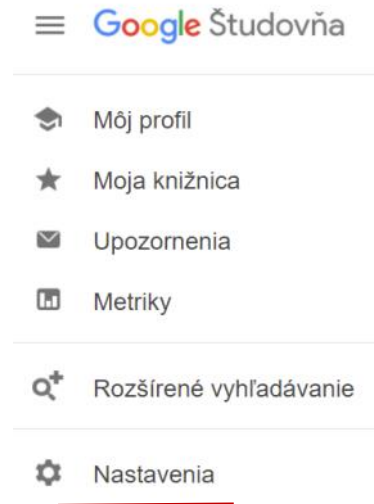 Google Študovňa
Môj profil
Moja knižnica
Upozornenia
Metriky
Rozšírené vyhľadávanie
Nastavenia